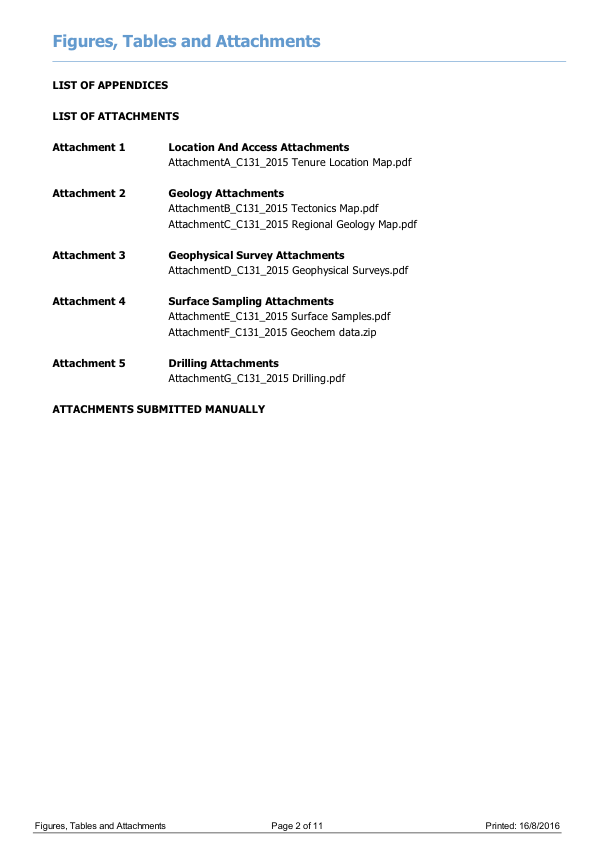 Figures, Tables and Attachments
LIST OF APPENDICES
LIST OF ATTACHMENTS
Attachment 1 Location And Access Attachments
AttachmentA_C131_2015 Tenure Location Map.pdf
Attachment 2 Geology Attachments
AttachmentB_C131_2015 Tectonics Map.pdf
AttachmentC_C131_2015 Regional Geology Map.pdf
Attachment 3 Geophysical Survey Attachments
AttachmentD_C131_2015 Geophysical Surveys.pdf
Attachment 4 Surface Sampling Attachments
AttachmentE_C131_2015 Surface Samples.pdf
AttachmentF_C131_2015 Geochem data.zip
Attachment 5 Drilling Attachments
AttachmentG_C131_2015 Drilling.pdf
ATTACHMENTS SUBMITTED MANUALLY
Figures, Tables and Attachments Page 2 of 11 Printed: 16/8/2016